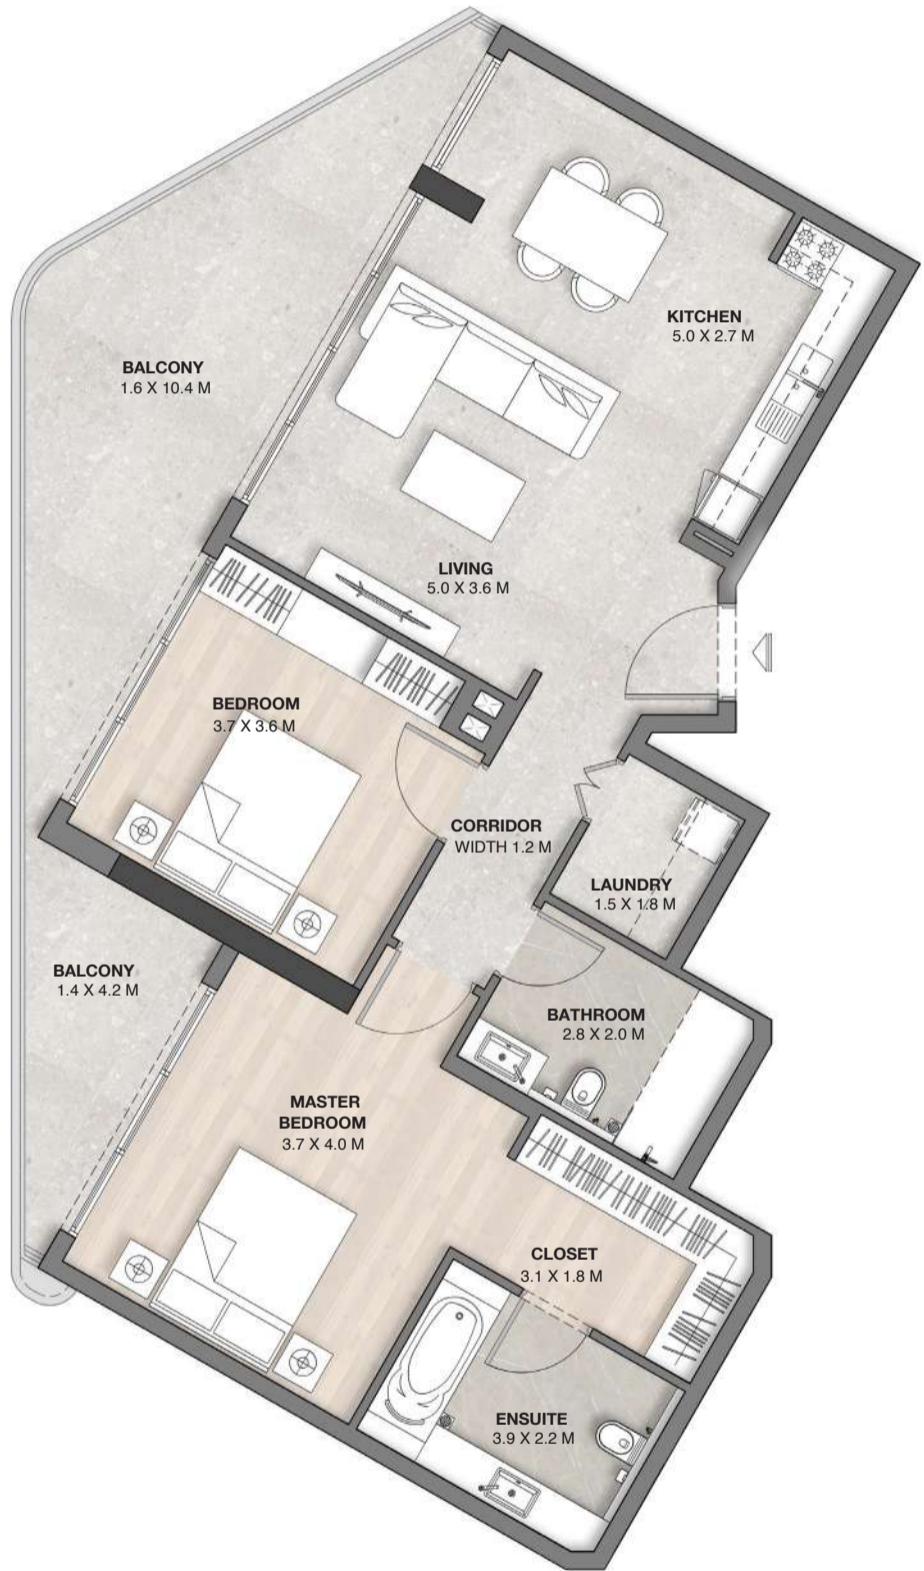 KITCHEN
5.0 X 2.7 M
BALCONY
1.6 X 10.4 M
LIVING
5.0 X 3.6 M
BEDROOM
3.7 X 3.6 M
CORRIDOR
WIDTH 1.2 M
LAUNDRY
1.5 X 1.8 M
BALCONY
1.4 X 4.2 M
BATHROOM
2.8 X 2.0 M
MASTER
BEDROOM
3.7 X 4.0 M
CLOSET
3.1 X 1.8 M
ENSUITE
3.9 X 2.2 M